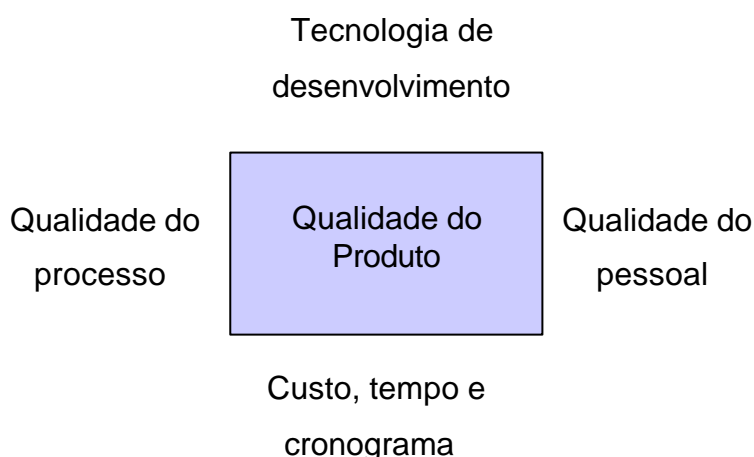 Tecnologia de
desenvolvimento
Qualidade do
processo
Qualidade do
Produto
Qualidade do
pessoal
Custo, tempo e
cronograma